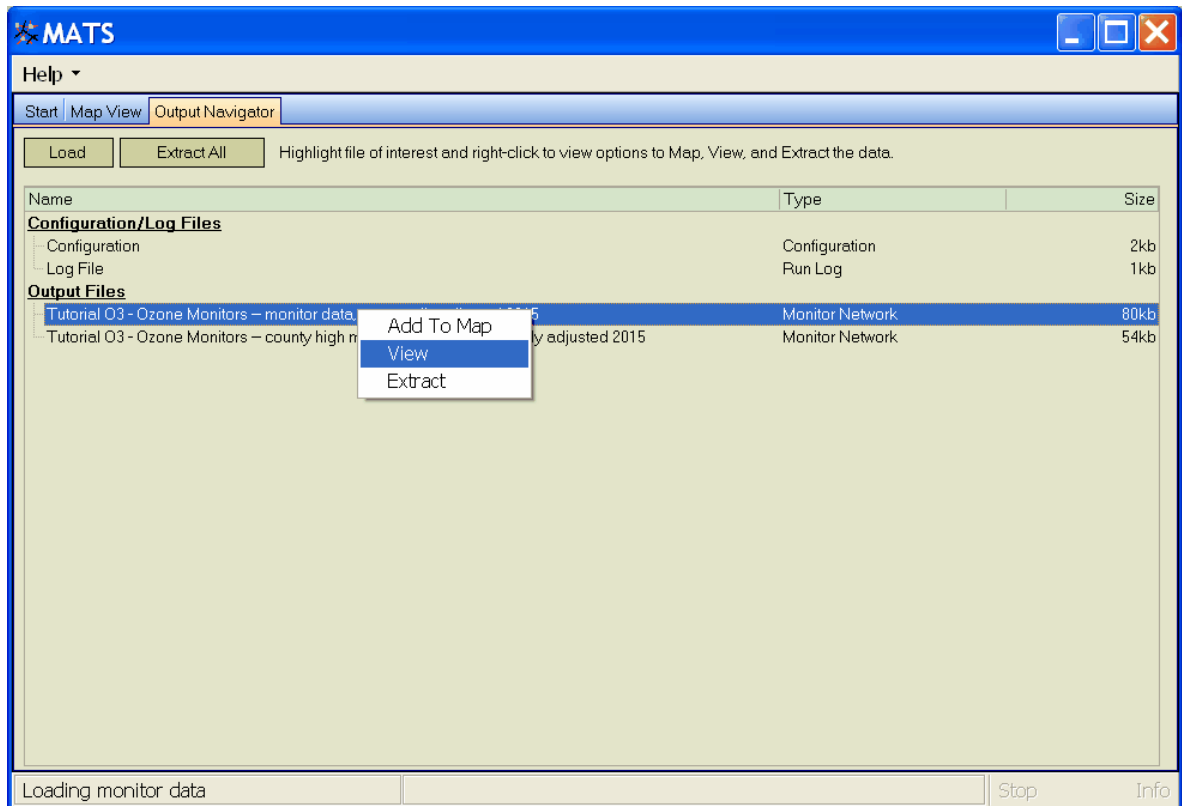 MATS
Help
Start Map View Output Navigator
Load Extract All Highlight file of interest and right-click to view options to Map, View, and Extract the data.
Name Type Size
Configuration/Log Files
Configuration Configuration 2kb
Log File Run Log 1kb
Output Files
Tutorial O3 - Ozone Monitors -- monitor data, 5 Monitor Network 80kb
Add To Map
Tutorial O3 - Ozone Monitors -- county high ly adjusted 2015 Monitor Network 54kb
View
Extract
Loading monitor data Stop Info